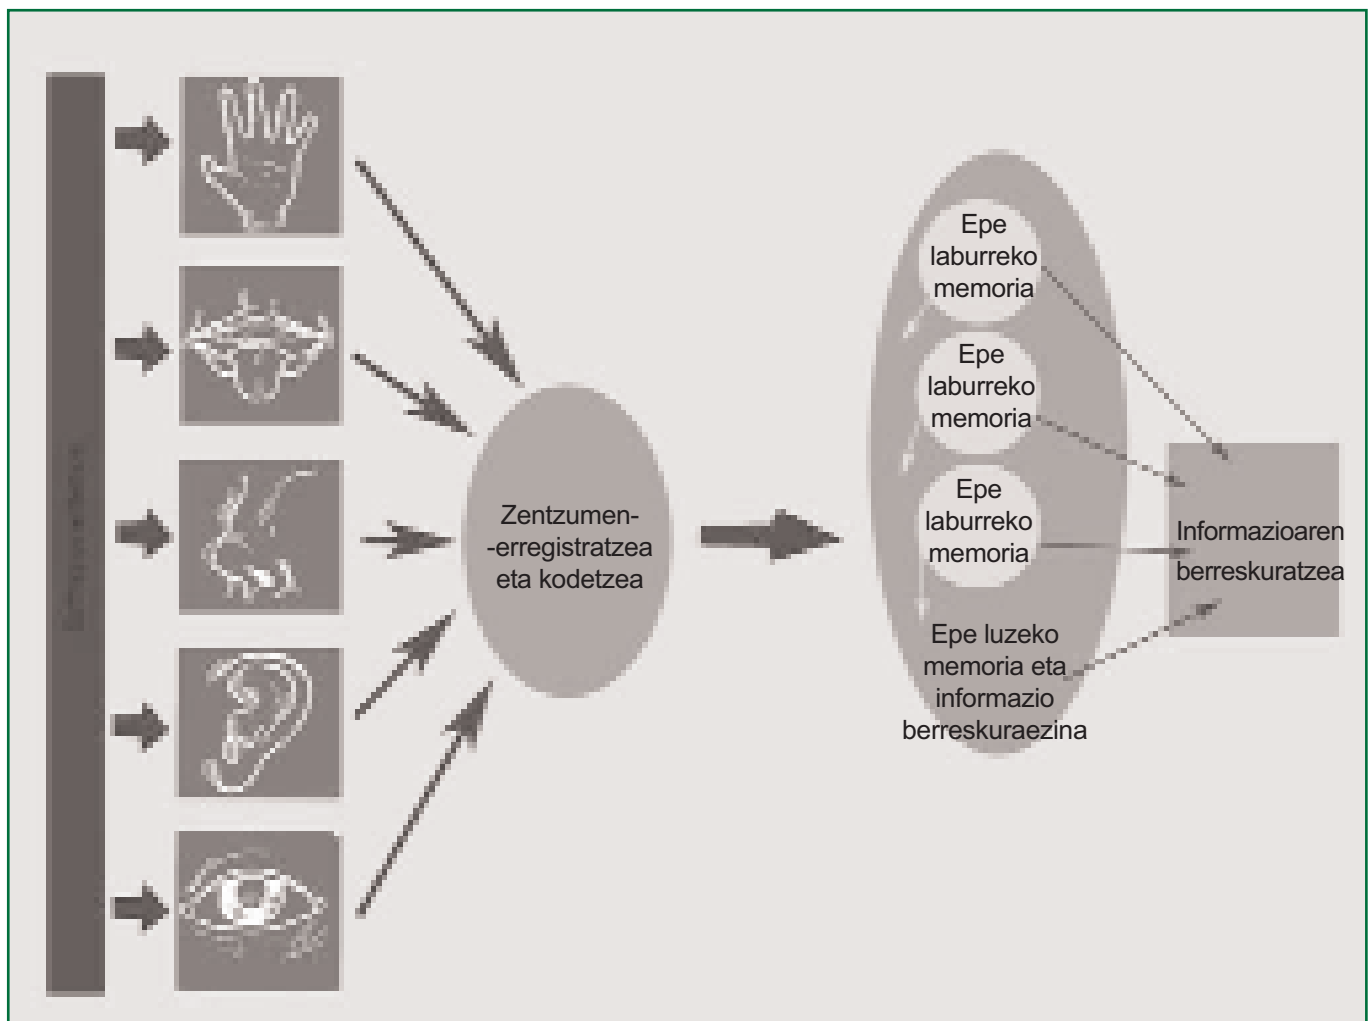 Zentzumen-
-erregistratzea
eta kodetzea
Epe
laburreko
memoria
Epe
laburreko
memoria
Epe
laburreko
memoria
Epe luzeko
memoria eta
informazio
berreskuraezina
Informazioaren
berreskuratzea